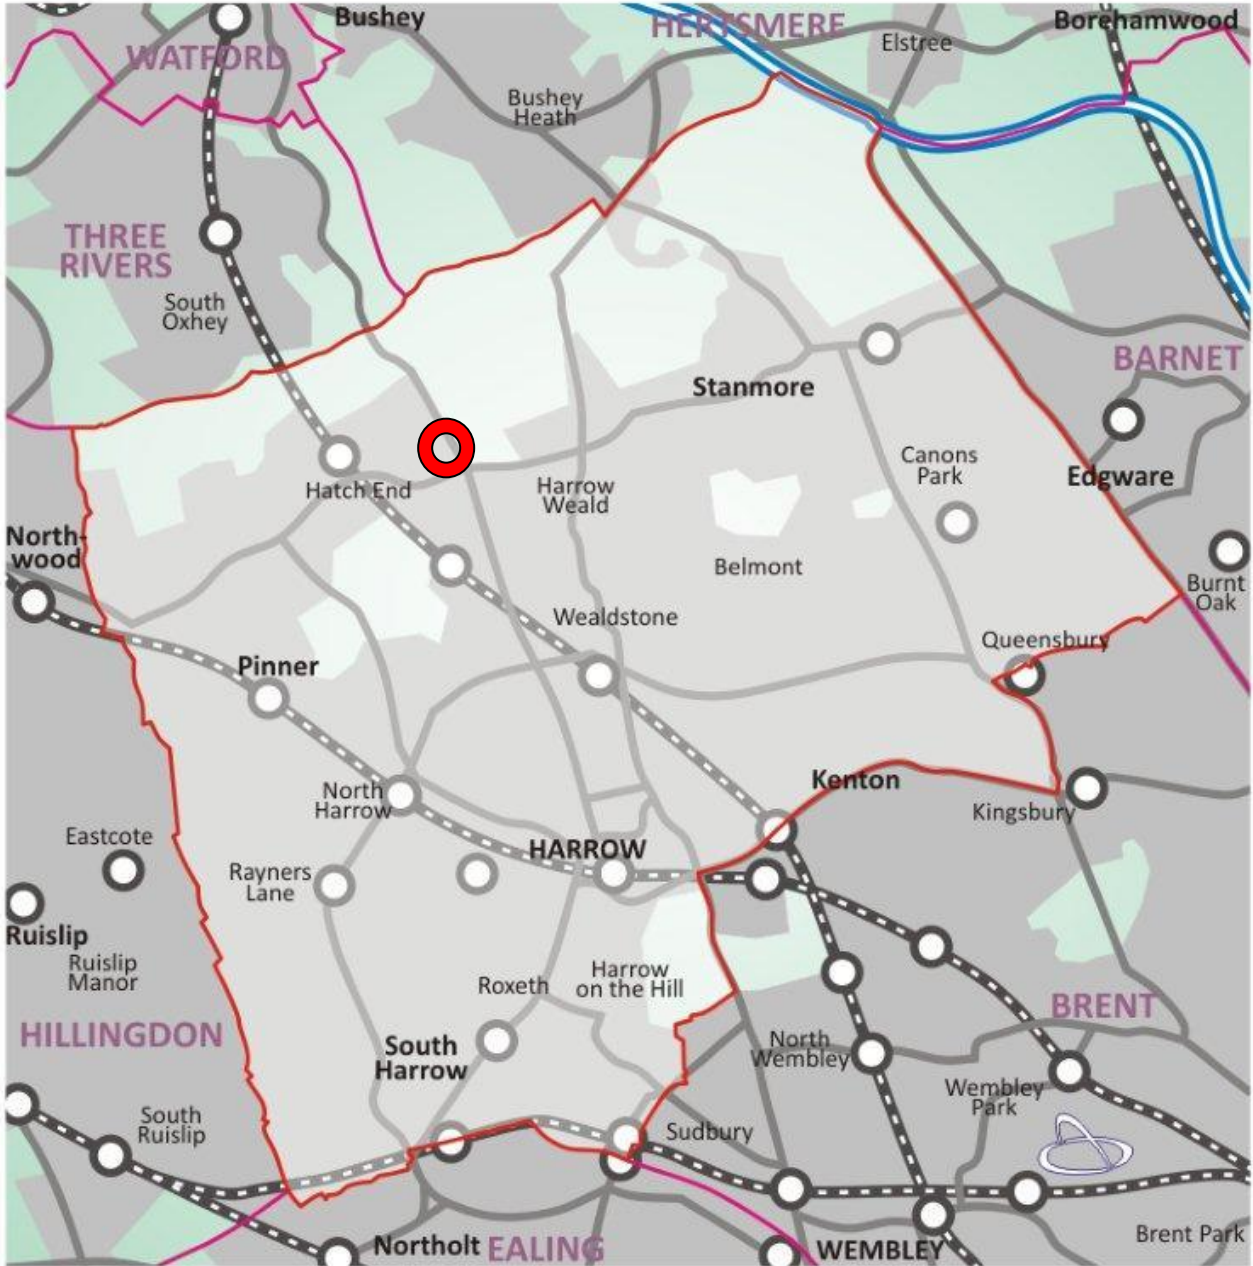 Bushey
HERTSMERE
Borehamwood
Elstree
WATFORD
Bushey
Heath
THREE
RIVERS
South
Oxhey
BARNET
Stanmore
Canons
Park
Edgware
Hatch End
Harrow
Weald
North-
wood
Belmont
Burnt
Oak
Wealdstone
Queensbury
Pinner
Kenton
North
Harrow
Kingsbury
Eastcote
HARROW
Rayners
Lane
Ruislip
Ruislip
Manor
Roxeth
Harrow
on the Hill
BRENT
HILLINGDON
South
Harrow
North
Wembley
Wembley
Park
South
Ruislip
Sudbury
Brent Park
Northolt
EALING
WEMBLEY